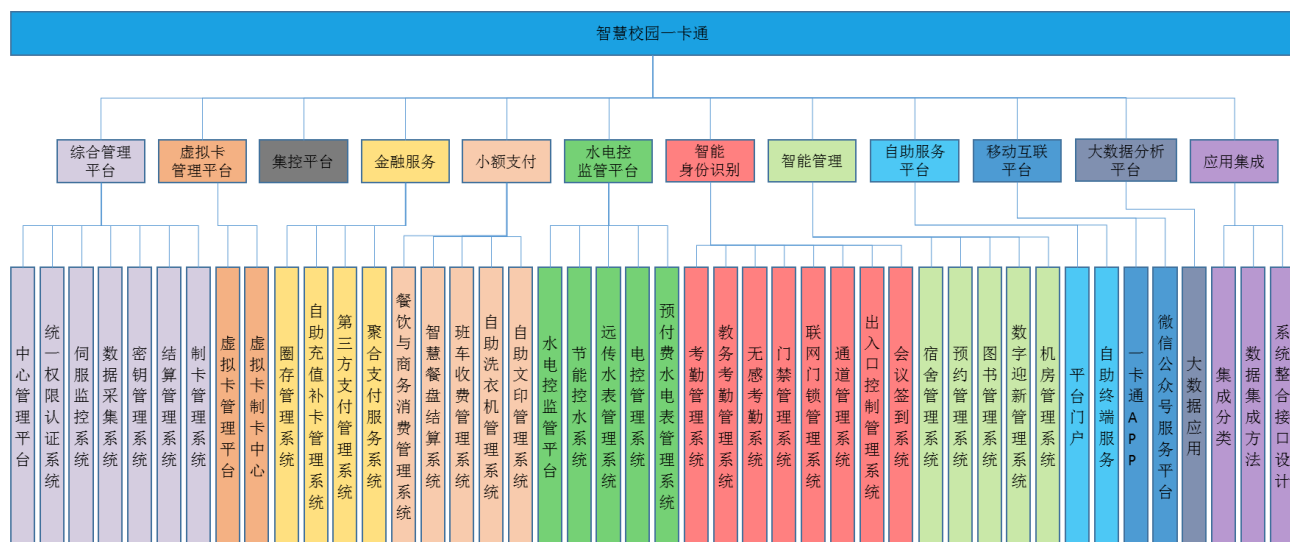 智慧校园一卡通
综合管理
平台
虚拟卡
管理平台
集控平台
金融服务
小额支付
水电控
监管平台
智能
身份识别
智能管理
自助服务
平台
移动互联
平台
大数据分析
平台
应用集成
中心管理平台
统一权限认证系统
伺服监控系统
数据采集系统
密钥管理系统
结算管理系统
制卡管理系统
虚拟卡管理平台
虚拟卡制卡中心
圈存管理系统
自助充值补卡管理系统
第三方支付管理系统
聚合支付服务系统
餐饮与商务消费管理系统
智慧餐盘结算系统
班车收费管理系统
自助洗衣机管理系统
自助文印管理系统
水电控监管平台
节能控水系统
远传水表管理系统
电控管理系统
预付费水电表管理系统
考勤管理系统
教务考勤管理系统
无感考勤系统
门禁管理系统
联网门锁管理系统
通道管理系统
出入口控制管理系统
会议签到系统
宿舍管理系统
预约管理系统
图书管理系统
数字迎新管理系统
机房管理系统
平台门户
自助终端服务
一卡通APP
微信公众号服务平台
大数据应用
集成分类
数据集成方法
系统整合接口设计